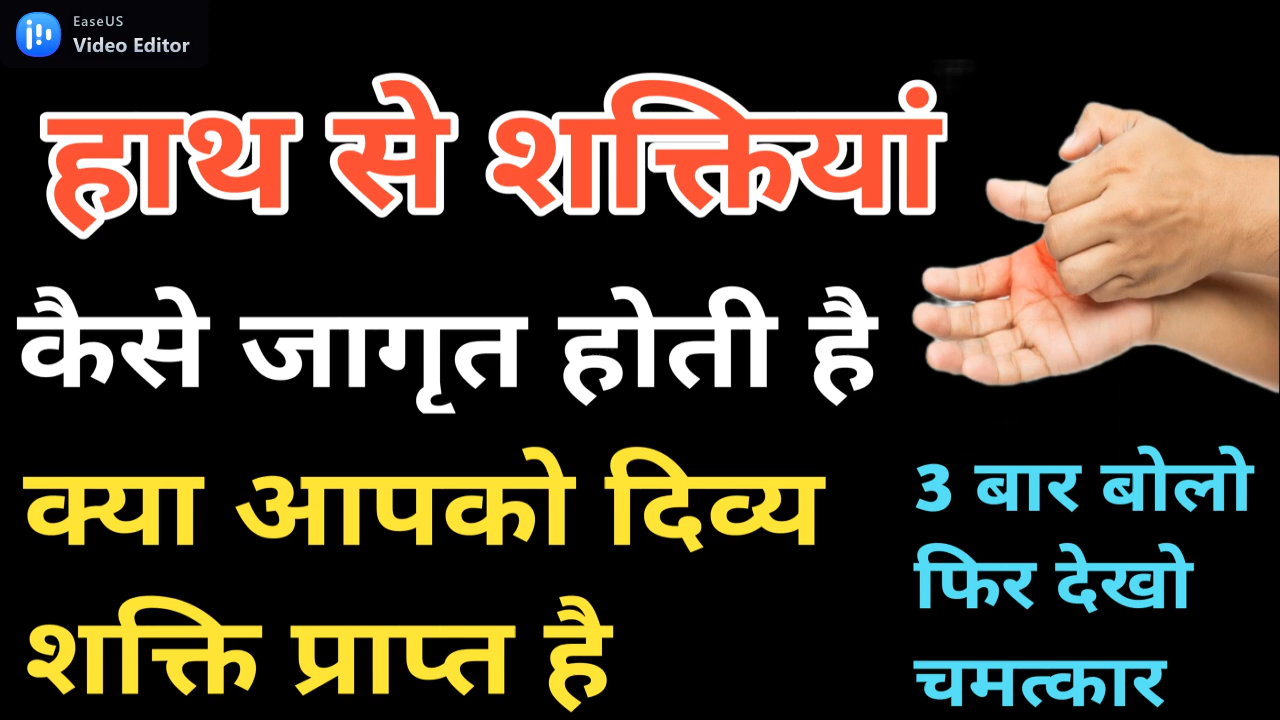 EaseUS
Video Editor
हाथ से शक्तियां
कैसे जागृत होती है
क्या आपको दिव्य
शक्ति प्राप्त है
3 बार बोलो
फिर देखो
चमत्कार